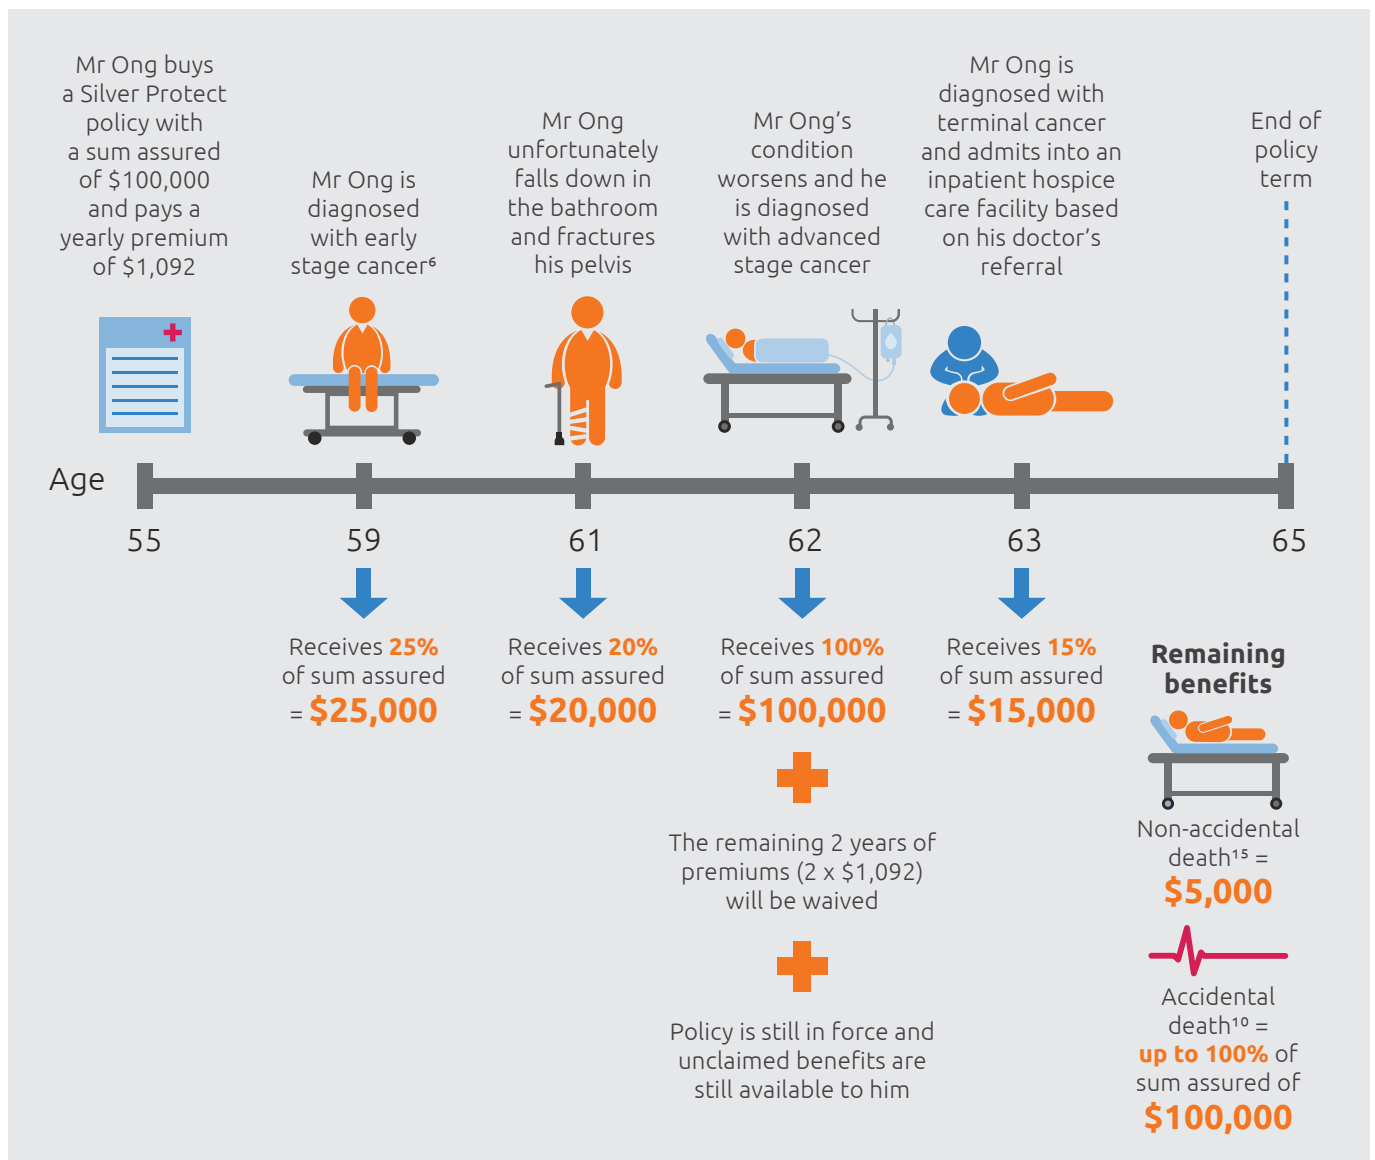 Mr Ong buys
a Silver Protect
policy with
a sum assured
of $100,000
and pays a
yearly premium
of $1,092
Mr Ong is
diagnosed
with early
stage cancer⁶
Mr Ong
unfortunately
falls down in
the bathroom
and fractures
his pelvis
Mr Ong’s
condition
worsens and he
is diagnosed
with advanced
stage cancer
Mr Ong is
diagnosed with
terminal cancer
and admits into an
inpatient hospice
care facility based
on his doctor’s
referral
End of
policy
term
Age
55
59
61
62
63
65
Receives 25%
of sum assured
= $25,000
Receives 20%
of sum assured
= $20,000
Receives 100%
of sum assured
= $100,000
The remaining 2 years of
premiums (2 x $1,092)
will be waived
Policy is still in force and
unclaimed benefits are
still available to him
Receives 15%
of sum assured
= $15,000
Remaining
benefits
Non-accidental
death¹⁵ =
$5,000
Accidental
death¹⁰ =
up to 100% of
sum assured of
$100,000